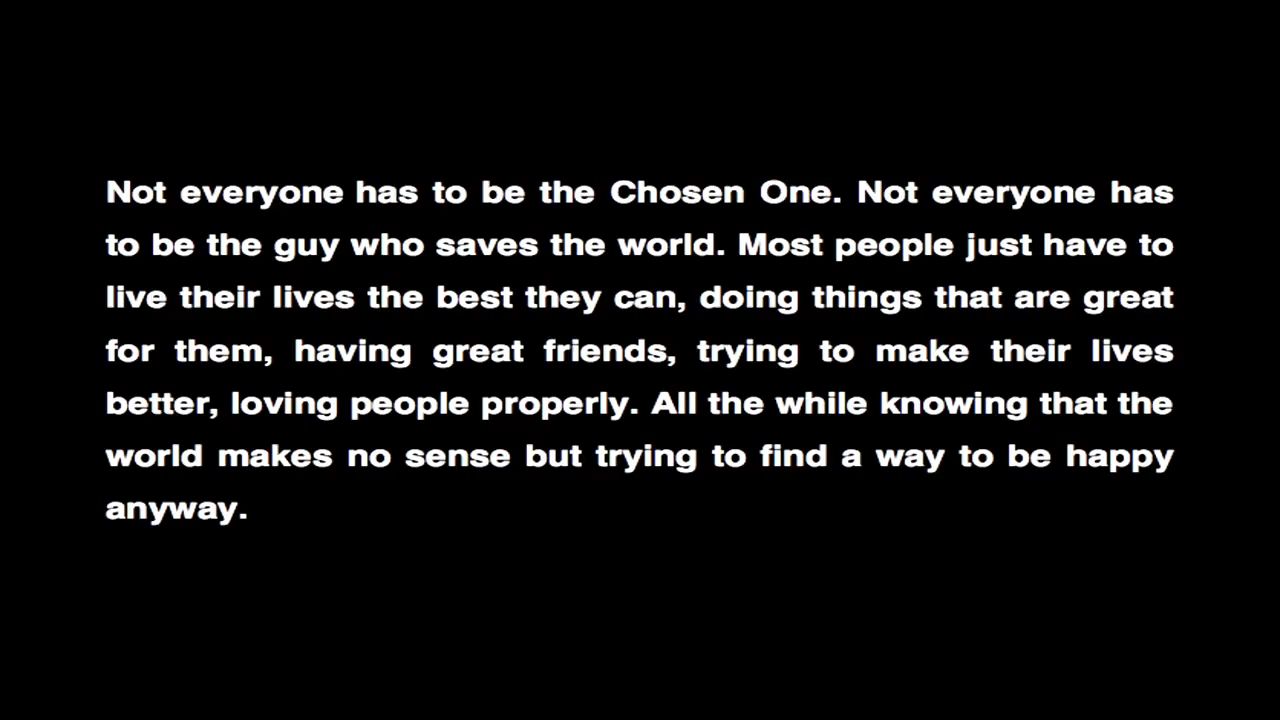 Not everyone has to be the Chosen One. Not everyone has
to be the guy who saves the world. Most people just have to
live their lives the best they can, doing things that are great
for them, having great friends, trying to make their lives
better, loving people properly. All the while knowing that the
world makes no sense but trying to find a way to be happy
anyway.